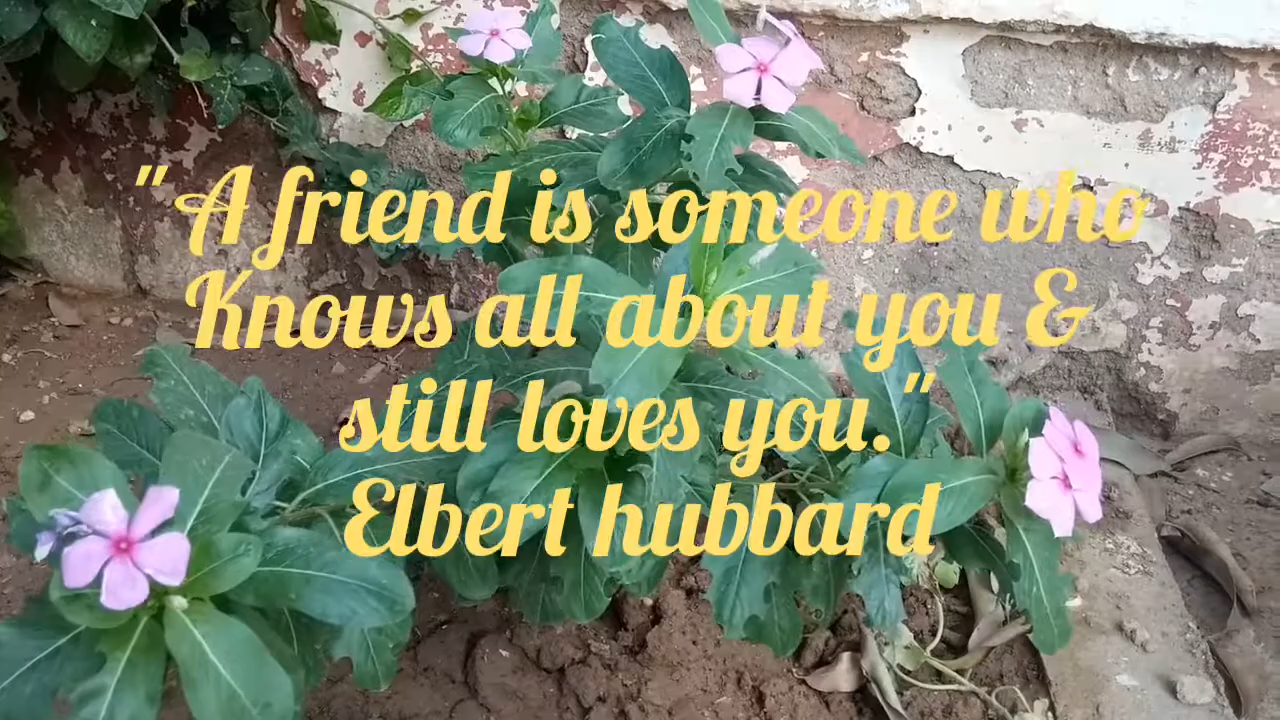 "A friend is someone who
Knows all about you &
still loves you."
Elbert hubbard